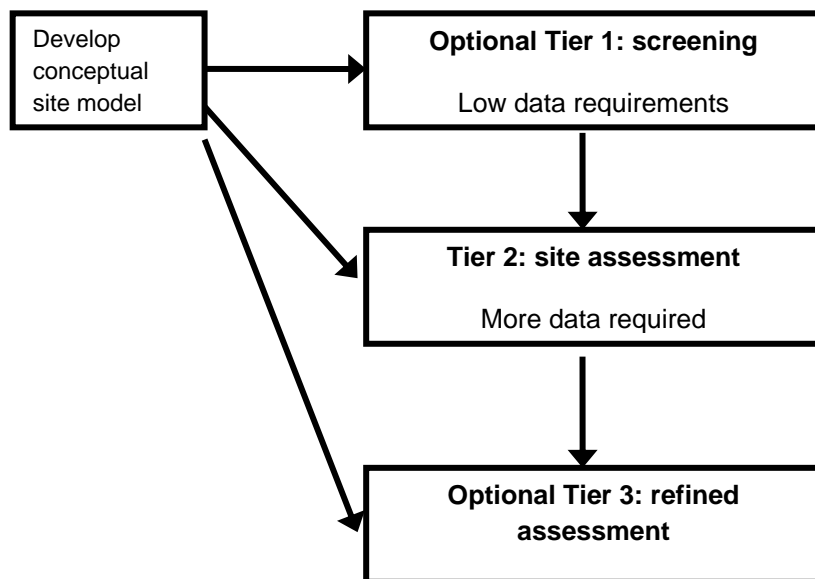 Develop
conceptual
site model
Optional Tier 1: screening
Low data requirements
Tier 2: site assessment
More data required
Optional Tier 3: refined
assessment